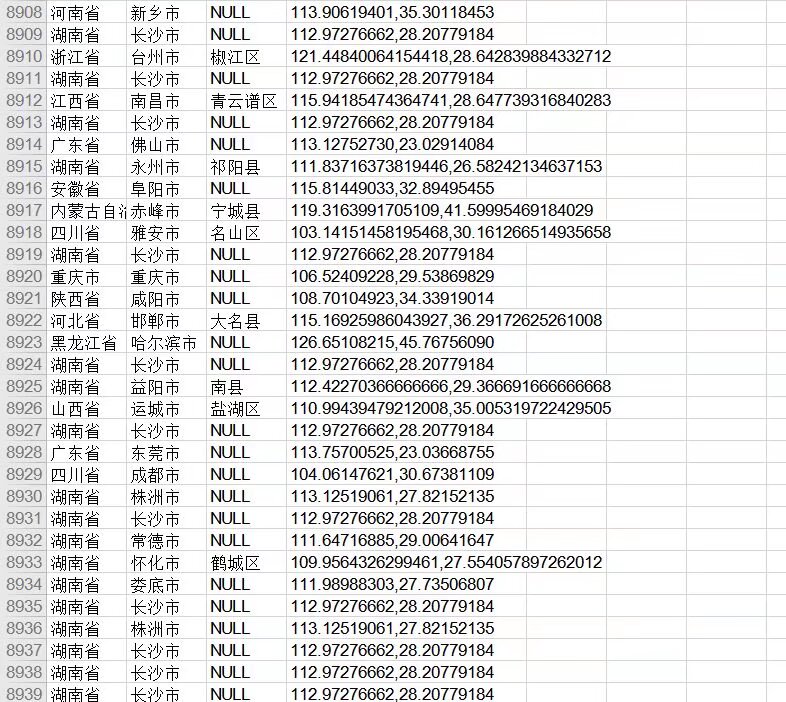 8908 河南省 新乡市 NULL 113.90619401,35.30118453
8909 湖南省 长沙市 NULL 112.97276662,28.20779184
8910 浙江省 台州市 椒江区 121.44840064154418,28.642839884332712
8911 湖南省 长沙市 NULL 112.97276662,28.20779184
8912 江西省 南昌市 青云谱区 115.94185474364741,28.647739316840283
8913 湖南省 长沙市 NULL 112.97276662,28.20779184
8914 广东省 佛山市 NULL 113.12752730,23.02914084
8915 湖南省 永州市 祁阳县 111.83716373819446,26.58242134637153
8916 安徽省 阜阳市 NULL 115.81449033,32.89495455
8917 内蒙古自 赤峰市 宁城县 119.3163991705109,41.59995469184029
8918 四川省 雅安市 名山区 103.14151458195468,30.161266514935658
8919 湖南省 长沙市 NULL 112.97276662,28.20779184
8920 重庆市 重庆市 NULL 106.52409228,29.53869829
8921 陕西省 咸阳市 NULL 108.70104923,34.33919014
8922 河北省 邯郸市 大名县 115.16925986043927,36.29172625261008
8923 黑龙江省 哈尔滨市 NULL 126.65108215,45.76756090
8924 湖南省 长沙市 NULL 112.97276662,28.20779184
8925 湖南省 益阳市 南县 112.42270366666666,29.366691666666668
8926 山西省 运城市 盐湖区 110.99439479212008,35.005319722429505
8927 湖南省 长沙市 NULL 112.97276662,28.20779184
8928 广东省 东莞市 NULL 113.75700525,23.03668755
8929 四川省 成都市 NULL 104.06147621,30.67381109
8930 湖南省 株洲市 NULL 113.12519061,27.82152135
8931 湖南省 长沙市 NULL 112.97276662,28.20779184
8932 湖南省 常德市 NULL 111.64716885,29.00641647
8933 湖南省 怀化市 鹤城区 109.9564326299461,27.554057897262012
8934 湖南省 娄底市 NULL 111.98988303,27.73506807
8935 湖南省 长沙市 NULL 112.97276662,28.20779184
8936 湖南省 株洲市 NULL 113.12519061,27.82152135
8937 湖南省 长沙市 NULL 112.97276662,28.20779184
8938 湖南省 长沙市 NULL 112.97276662,28.20779184
8939 湖南省 长沙市 NULL 112.97276662,28.20779184